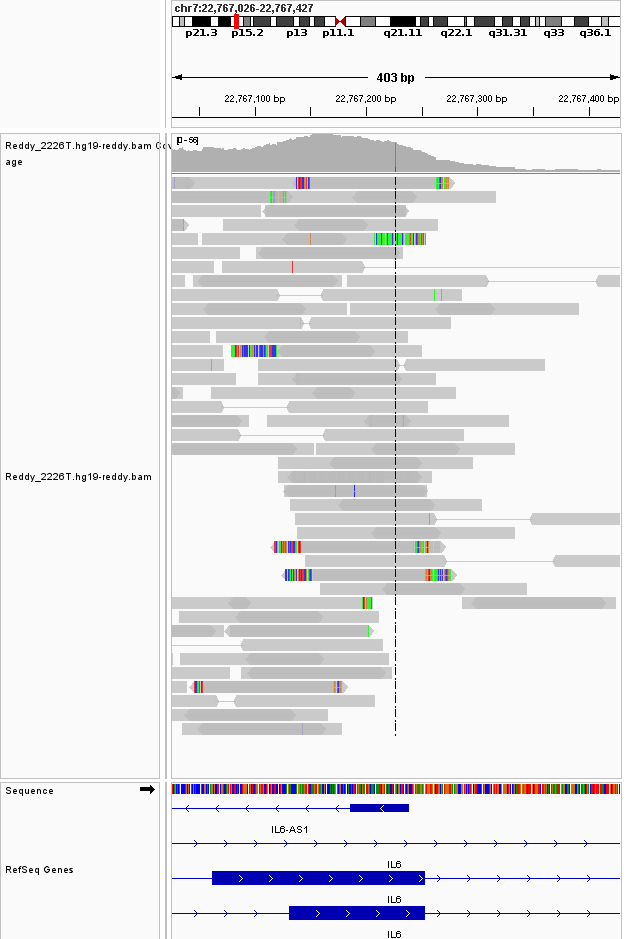 chr7:22,767,026-22,767,427
p21.3 p15.2 p13 p11.1 q21.11 q22.1 q31.31 q33 q36.1
403 bp
22,767,100 bp 22,767,200 bp 22,767,300 bp 22,767,400 bp
Reddy_2226T.hg19-reddy.bam Cov
age
[0-56]
Reddy_2226T.hg19-reddy.bam
Sequence
IL6-AS1
RefSeq Genes
IL6
IL6
IL6